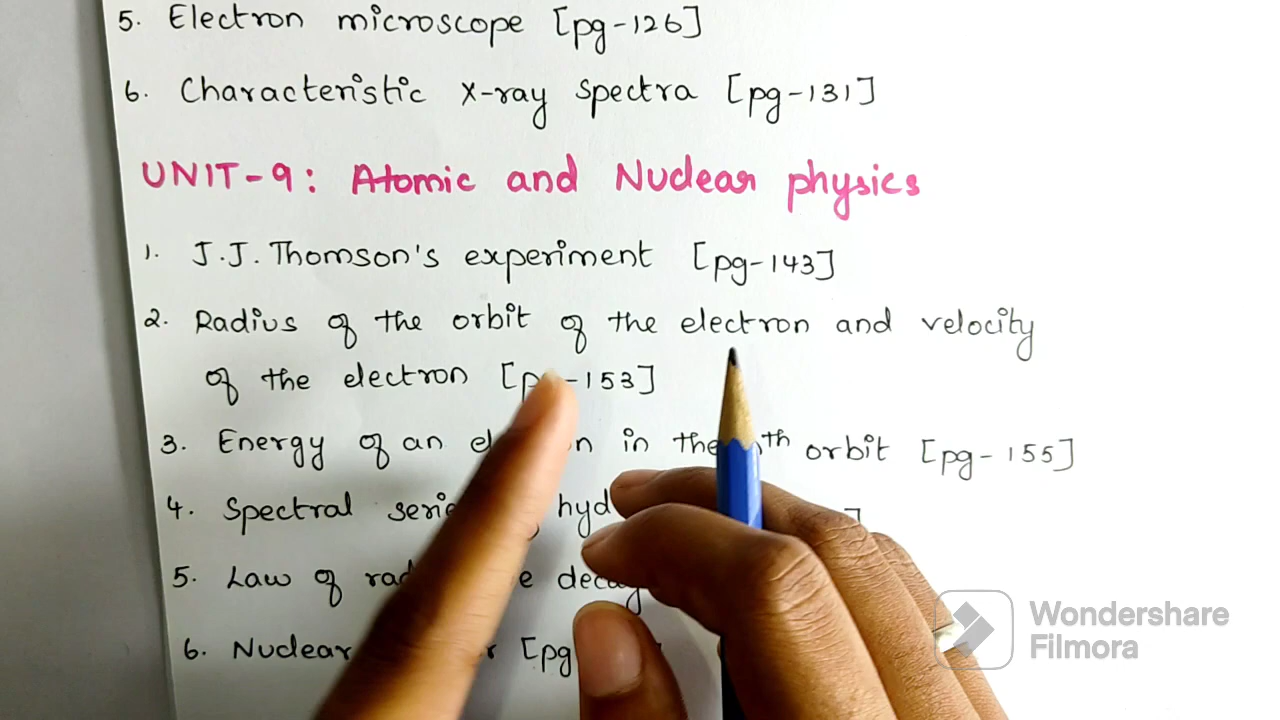 5. Electron microscope [pg-126]
6. Characteristic x-ray spectra [pg-131]
UNIT-9: Atomic and Nuclear physics
1. J.J. Thomson's experiment [pg-143]
2. Radius of the orbit of the electron and velocity
of the electron [pg-153]
3. Energy of an in the orbit [pg-155]
4. Spectral
5. Law of
6. Nuclear [pg
Wondershare
Filmora